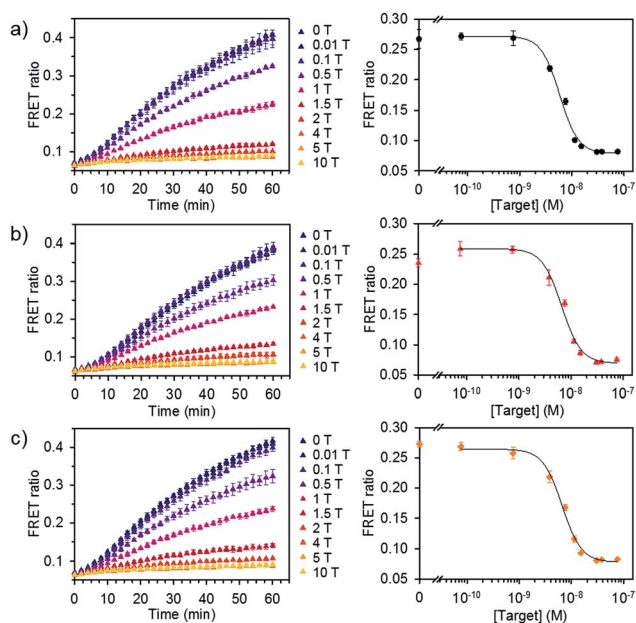 a)
FRET ratio
0.4
0.3
0.2
0.1
0 10 20 30 40 50 60
Time (min)
0 T
0.01 T
0.1 T
0.5 T
1 T
1.5 T
2 T
4 T
5 T
10 T
FRET ratio
0.30
0.25
0.20
0.15
0.10
0.05
0 10⁻¹⁰ 10⁻⁹ 10⁻⁸ 10⁻⁷
[Target] (M)
b)
FRET ratio
0.4
0.3
0.2
0.1
0 10 20 30 40 50 60
Time (min)
0 T
0.01 T
0.1 T
0.5 T
1 T
1.5 T
2 T
4 T
5 T
10 T
FRET ratio
0.30
0.25
0.20
0.15
0.10
0.05
0 10⁻¹⁰ 10⁻⁹ 10⁻⁸ 10⁻⁷
[Target] (M)
c)
FRET ratio
0.4
0.3
0.2
0.1
0 10 20 30 40 50 60
Time (min)
0 T
0.01 T
0.1 T
0.5 T
1 T
1.5 T
2 T
4 T
5 T
10 T
FRET ratio
0.30
0.25
0.20
0.15
0.10
0.05
0 10⁻¹⁰ 10⁻⁹ 10⁻⁸ 10⁻⁷
[Target] (M)